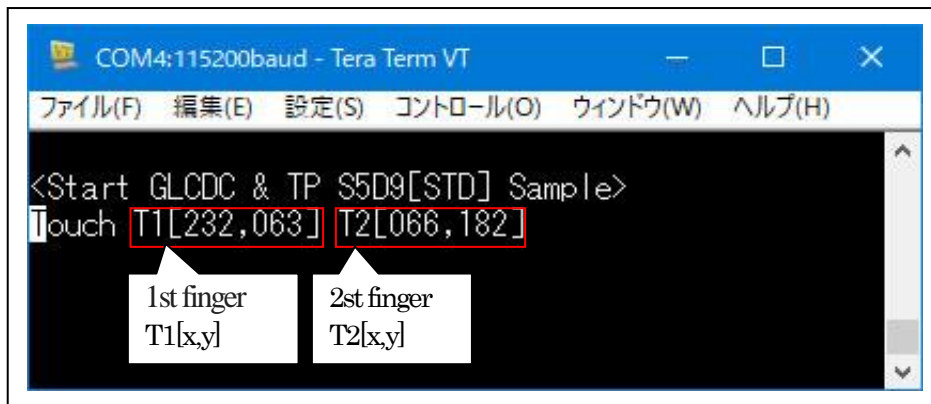 COM4:115200baud - Tera Term VT
ファイル(F) 編集(E) 設定(S) コントロール(O) ウィンドウ(W) ヘルプ(H)
<Start GLCDC & TP S5D9[STD] Sample>
Touch T1[232,063] T2[066,182]
1st finger
T1[x,y]
2st finger
T2[x,y]